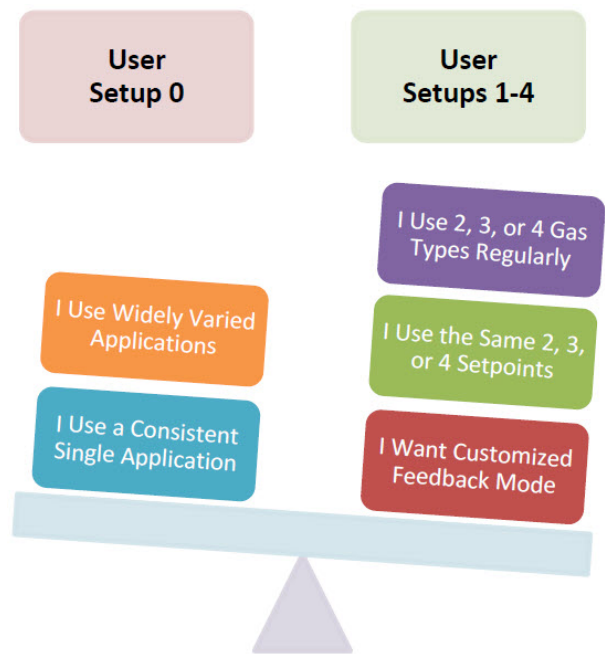 User
Setup 0
User
Setups 1-4
I Use Widely Varied
Applications
I Use a Consistent
Single Application
I Use 2, 3, or 4 Gas
Types Regularly
I Use the Same 2, 3,
or 4 Setpoints
I Want Customized
Feedback Mode